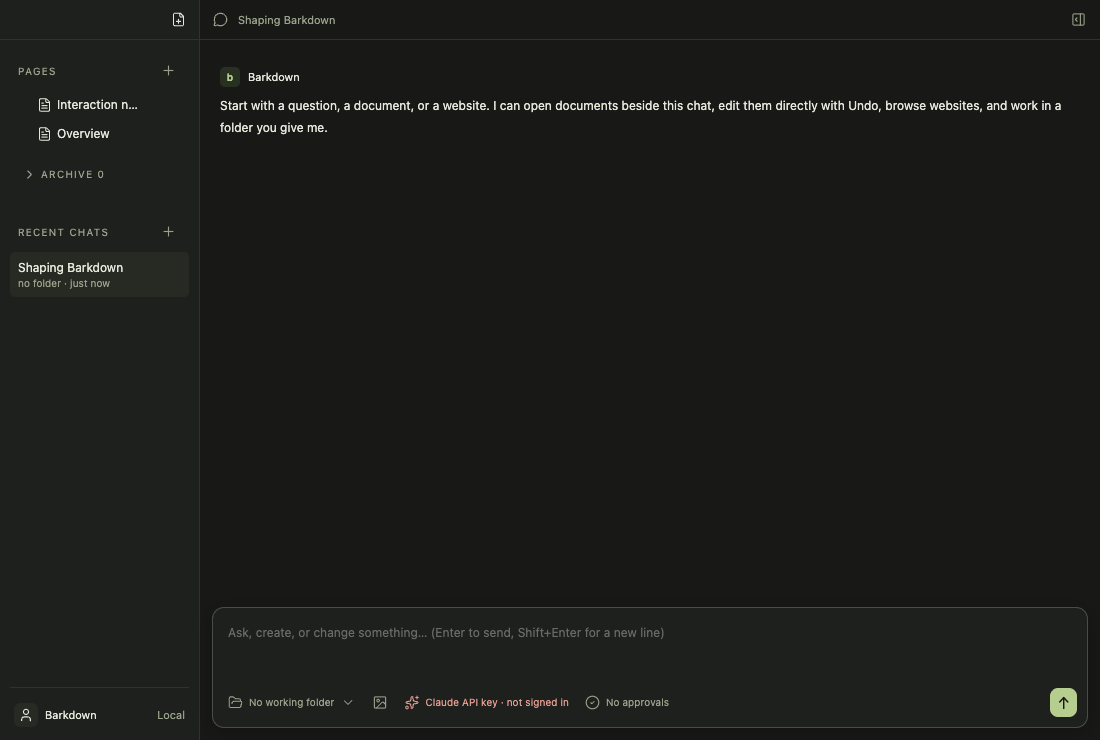 Shaping Barkdown
PAGES
Interaction n...
Overview
ARCHIVE 0
RECENT CHATS
Shaping Barkdown
no folder · just now
Barkdown
Local
b Barkdown
Start with a question, a document, or a website. I can open documents beside this chat, edit them directly with Undo, browse websites, and work in a
folder you give me.
Ask, create, or change something... (Enter to send, Shift+Enter for a new line)
No working folder
Claude API key · not signed in
No approvals